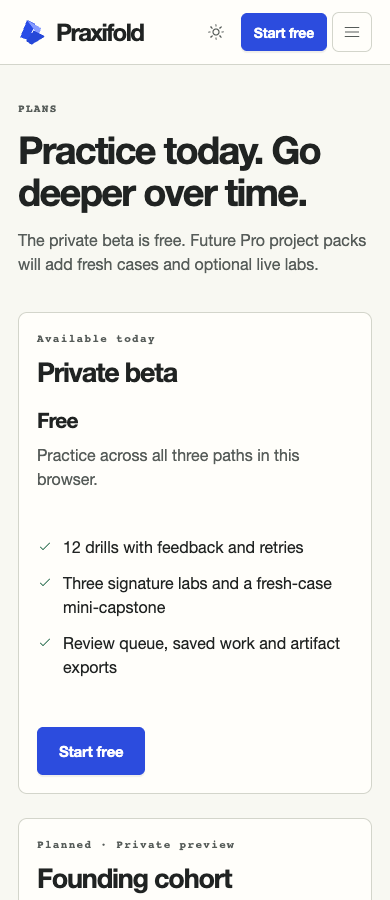 Praxifold
Start free
PLANS
Practice today. Go
deeper over time.
The private beta is free. Future Pro project packs
will add fresh cases and optional live labs.
Available today
Private beta
Free
Practice across all three paths in this
browser.
12 drills with feedback and retries
Three signature labs and a fresh-case
mini-capstone
Review queue, saved work and artifact
exports
Start free
Planned · Private preview
Founding cohort